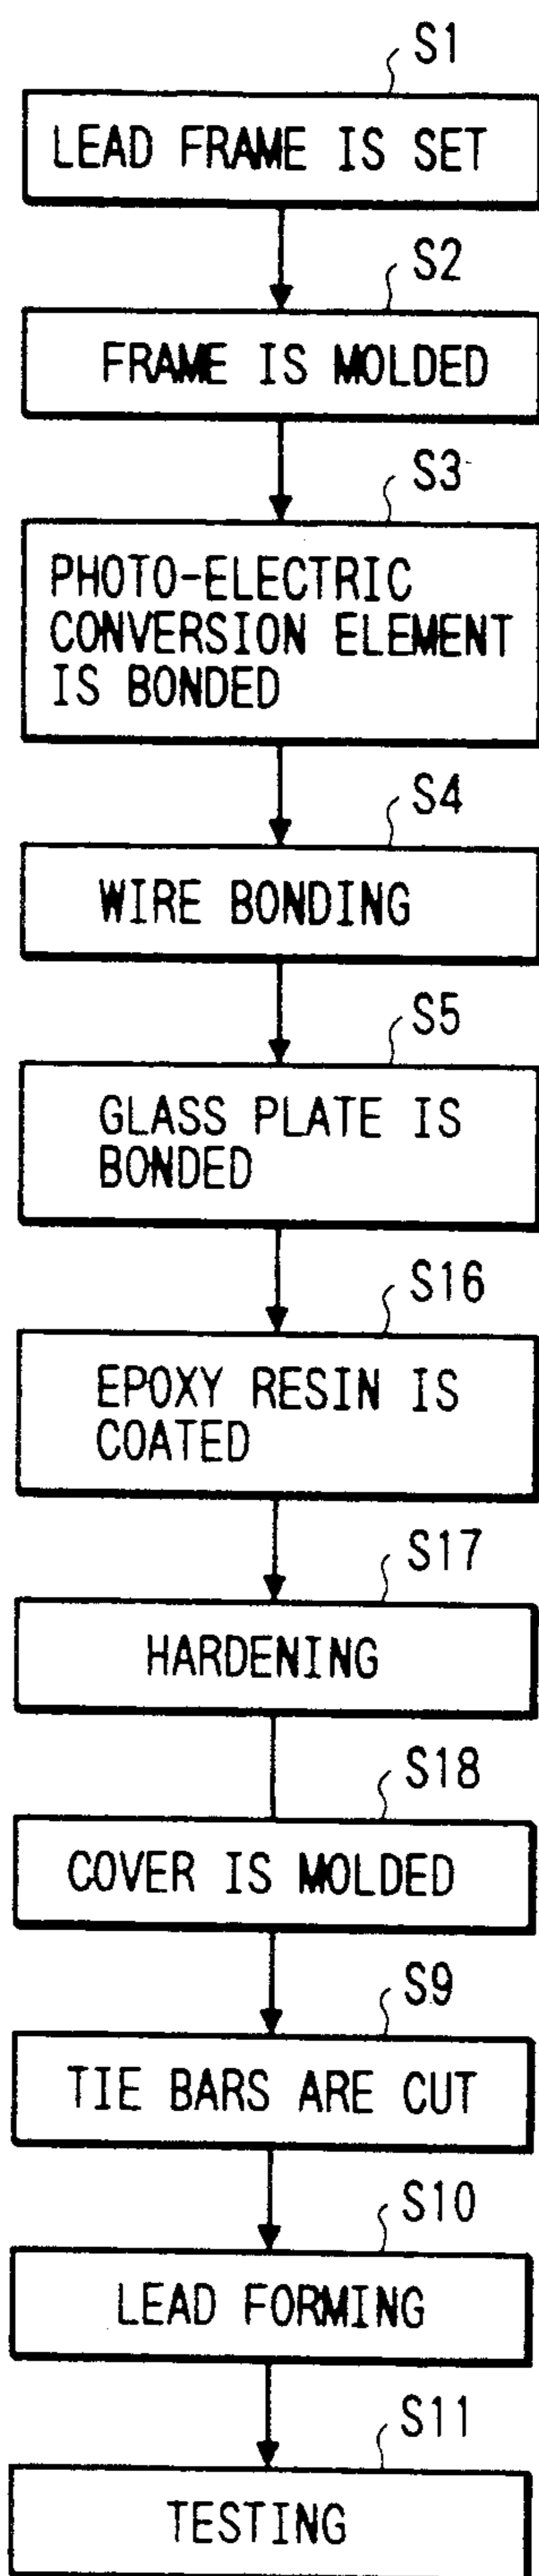 S1
LEAD FRAME IS SET
S2
FRAME IS MOLDED
S3
PHOTO-ELECTRIC
CONVERSION ELEMENT
IS BONDED
S4
WIRE BONDING
S5
GLASS PLATE IS
BONDED
S16
EPOXY RESIN IS
COATED
S17
HARDENING
S18
COVER IS MOLDED
S9
TIE BARS ARE CUT
S10
LEAD FORMING
S11
TESTING